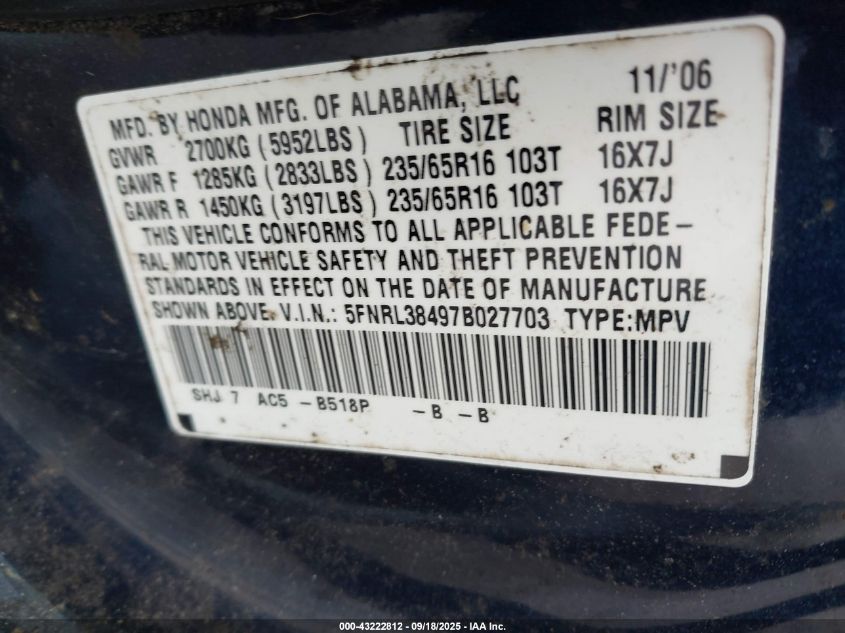 MFD. BY HONDA MFG. OF ALABAMA, LLC 11/'06
GVWR 2700KG (5952LBS) TIRE SIZE RIM SIZE
GAWR F 1285KG (2833LBS) 235/65R16 103T 16X7J
GAWR R 1450KG (3197LBS) 235/65R16 103T 16X7J
THIS VEHICLE CONFORMS TO ALL APPLICABLE FEDE-
RAL MOTOR VEHICLE SAFETY AND THEFT PREVENTION
STANDARDS IN EFFECT ON THE DATE OF MANUFACTURE
SHOWN ABOVE. V.I.N.: 5FNRL38497B027703 TYPE:MPV
SHJ 7 AC5 -B518P -B -B
000-43222812 - 09/18/2025 - IAA Inc.